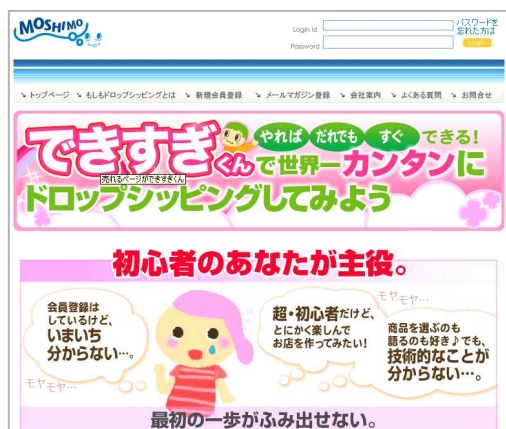 MOSHIMO
Login Id
パスワードを
忘れた方は
Password
Login
トップページ もしもドロップシッピングとは 新規会員登録 メールマガジン登録 会社案内 よくある質問 お問合せ
できすぎくんで世界一カンタンに
やれば だれでも すぐ できる!
売れるページができすぎくん
ドロップシッピングしてみよう
初心者のあなたが主役。
会員登録は
しているけど、
いまいち
分からない…。
モヤモヤ…
超・初心者だけど、
とにかく楽しんで
お店を作ってみたい!
モヤモヤ…
商品を選ぶのも
語るのも好き♪でも、
技術的なことが
分からない…。
最初の一歩がふみ出せない。